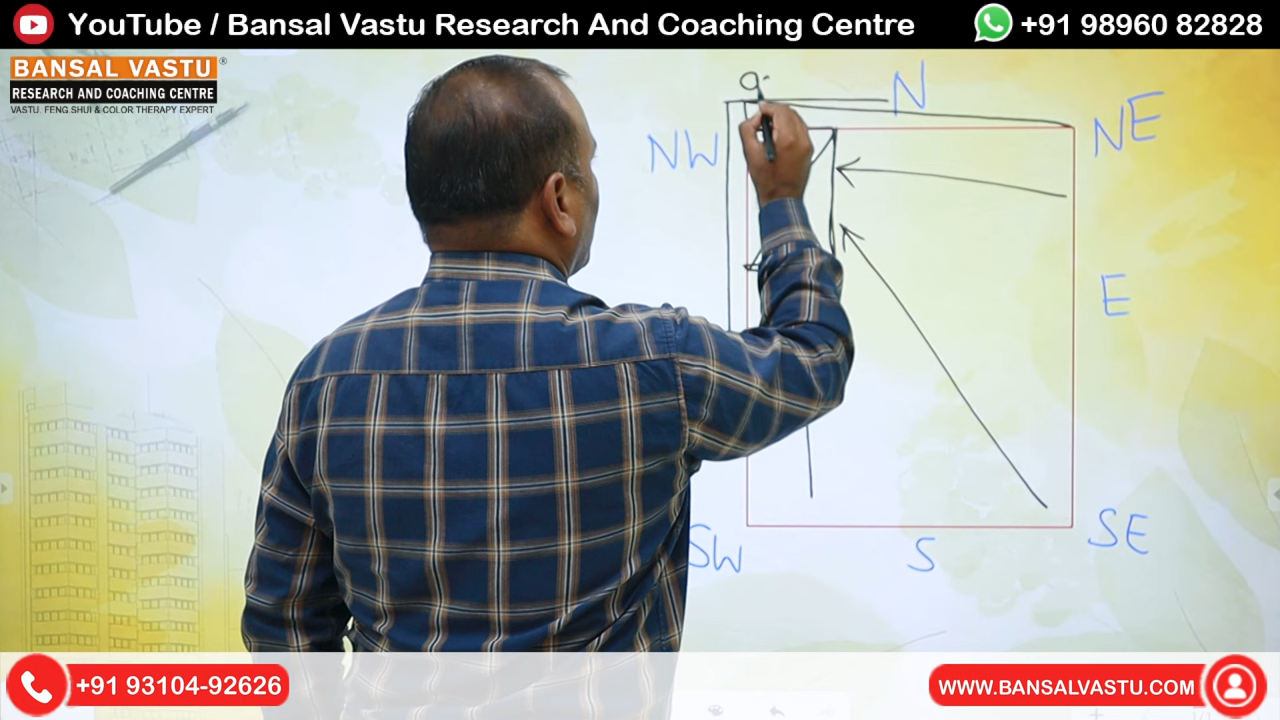 YouTube / Bansal Vastu Research And Coaching Centre
+91 98960 82828
BANSAL VASTU®
RESEARCH AND COACHING CENTRE
VASTU, FENG SHUI & COLOR THERAPY EXPERT
N
NW
NE
E
SW
S
SE
+91 93104-92626
WWW.BANSALVASTU.COM